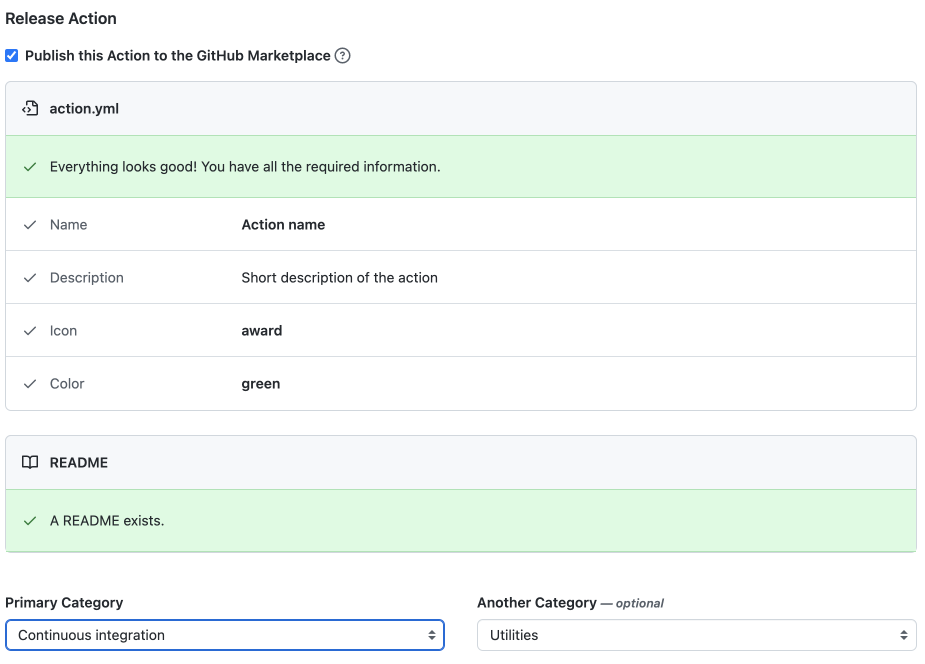 Release Action
Publish this Action to the GitHub Marketplace ?
action.yml
Everything looks good! You have all the required information.
Name Action name
Description Short description of the action
Icon award
Color green
README
A README exists.
Primary Category Another Category — optional
Continuous integration Utilities